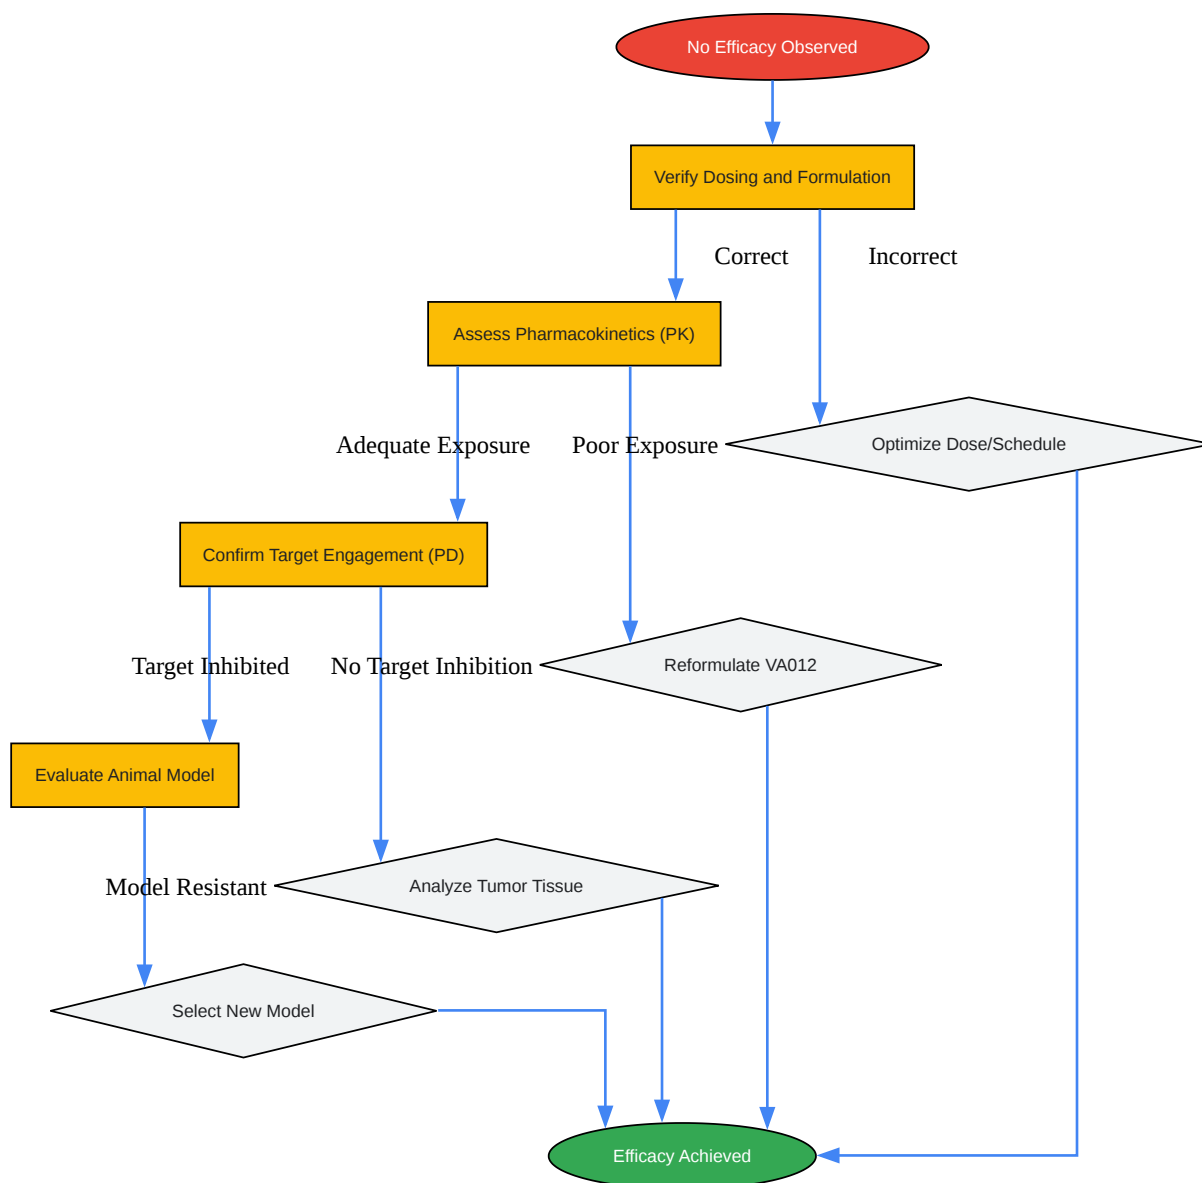 No Efficacy Observed
Verify Dosing and Formulation
Correct
Incorrect
Assess Pharmacokinetics (PK)
Adequate Exposure
Poor Exposure
Optimize Dose/Schedule
Confirm Target Engagement (PD)
Target Inhibited
No Target Inhibition
Reformulate VA012
Evaluate Animal Model
Model Resistant
Analyze Tumor Tissue
Select New Model
Efficacy Achieved